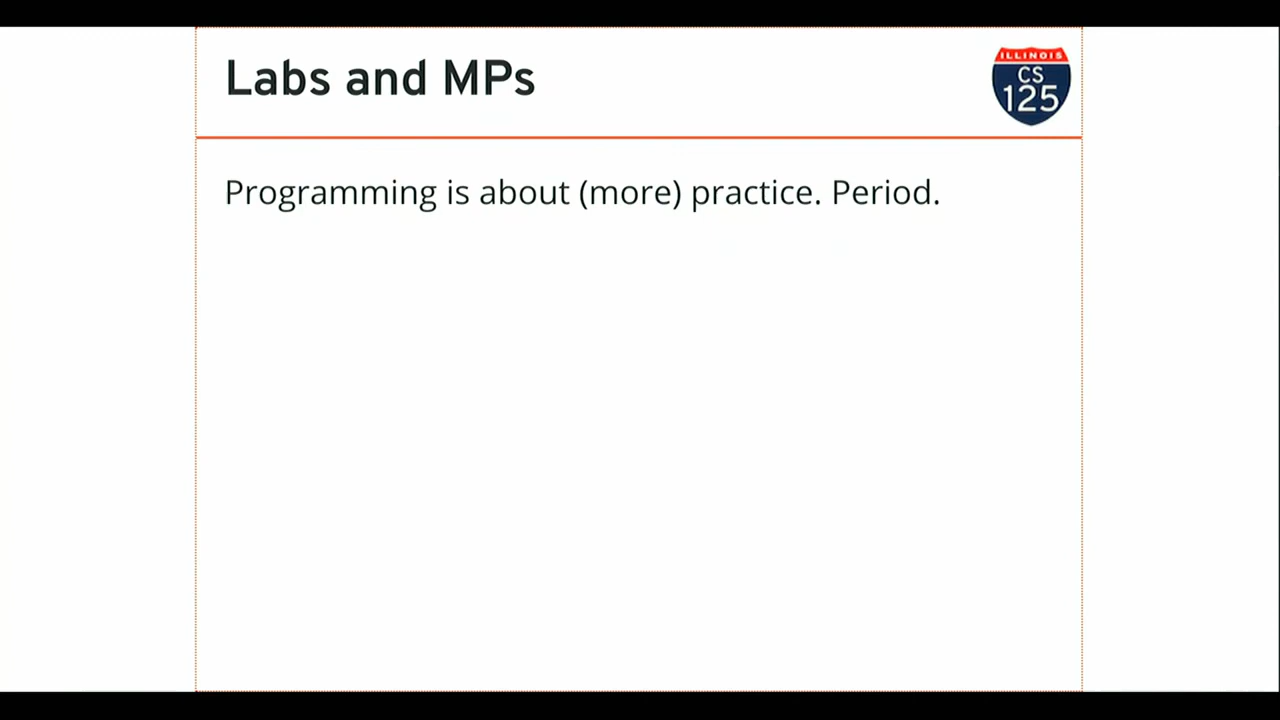 Labs and MPs
ILLINOIS
CS
125
Programming is about (more) practice. Period.